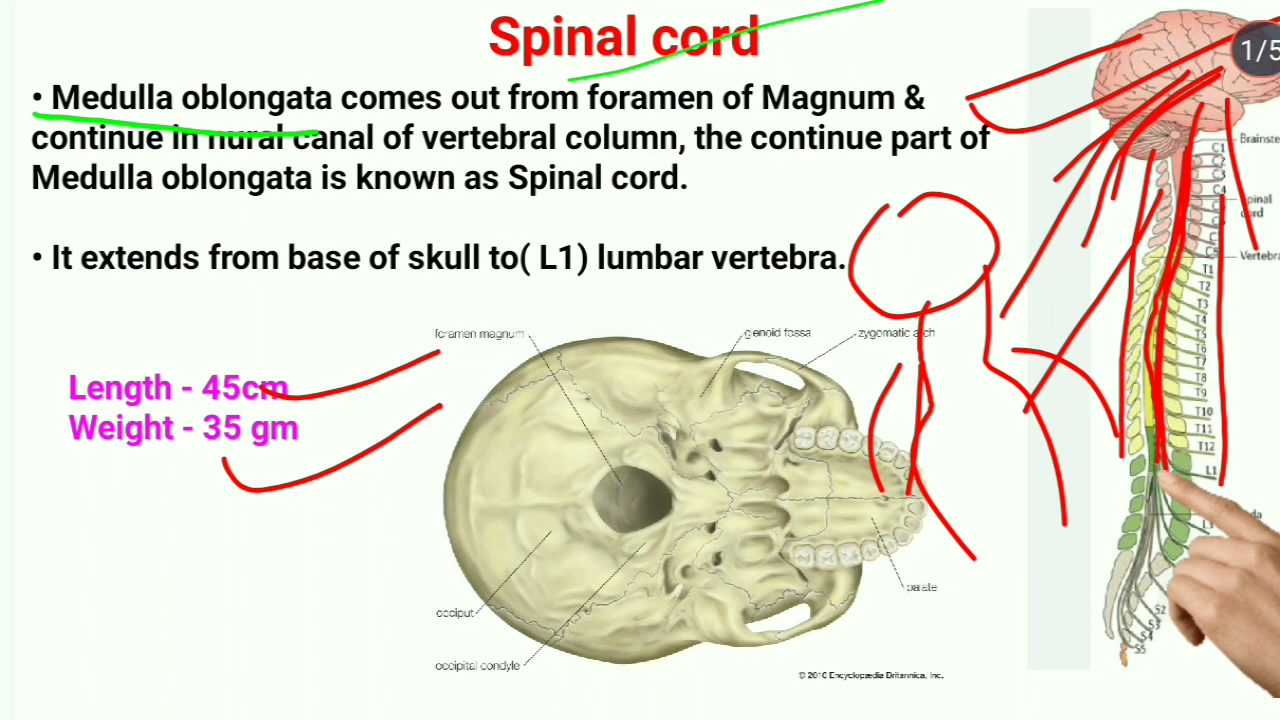 Spinal cord
1/5
• Medulla oblongata comes out from foramen of Magnum &
continue in nural canal of vertebral column, the continue part of
Medulla oblongata is known as Spinal cord.
• It extends from base of skull to( L1) lumbar vertebra.
Length - 45cm
Weight - 35 gm
foramen magnum
glenoid fossa
zygomatic arch
occiput
occipital condyle
palate
© 2010 Encyclopædia Britannica, Inc.
Brainste
C1
C2
C3
C4
Spinal
cord
Vertebra
T1
T2
T3
T4
T5
T6
T7
T8
T9
T10
T11
T12
L1
L3
S2
S3
S4
S5